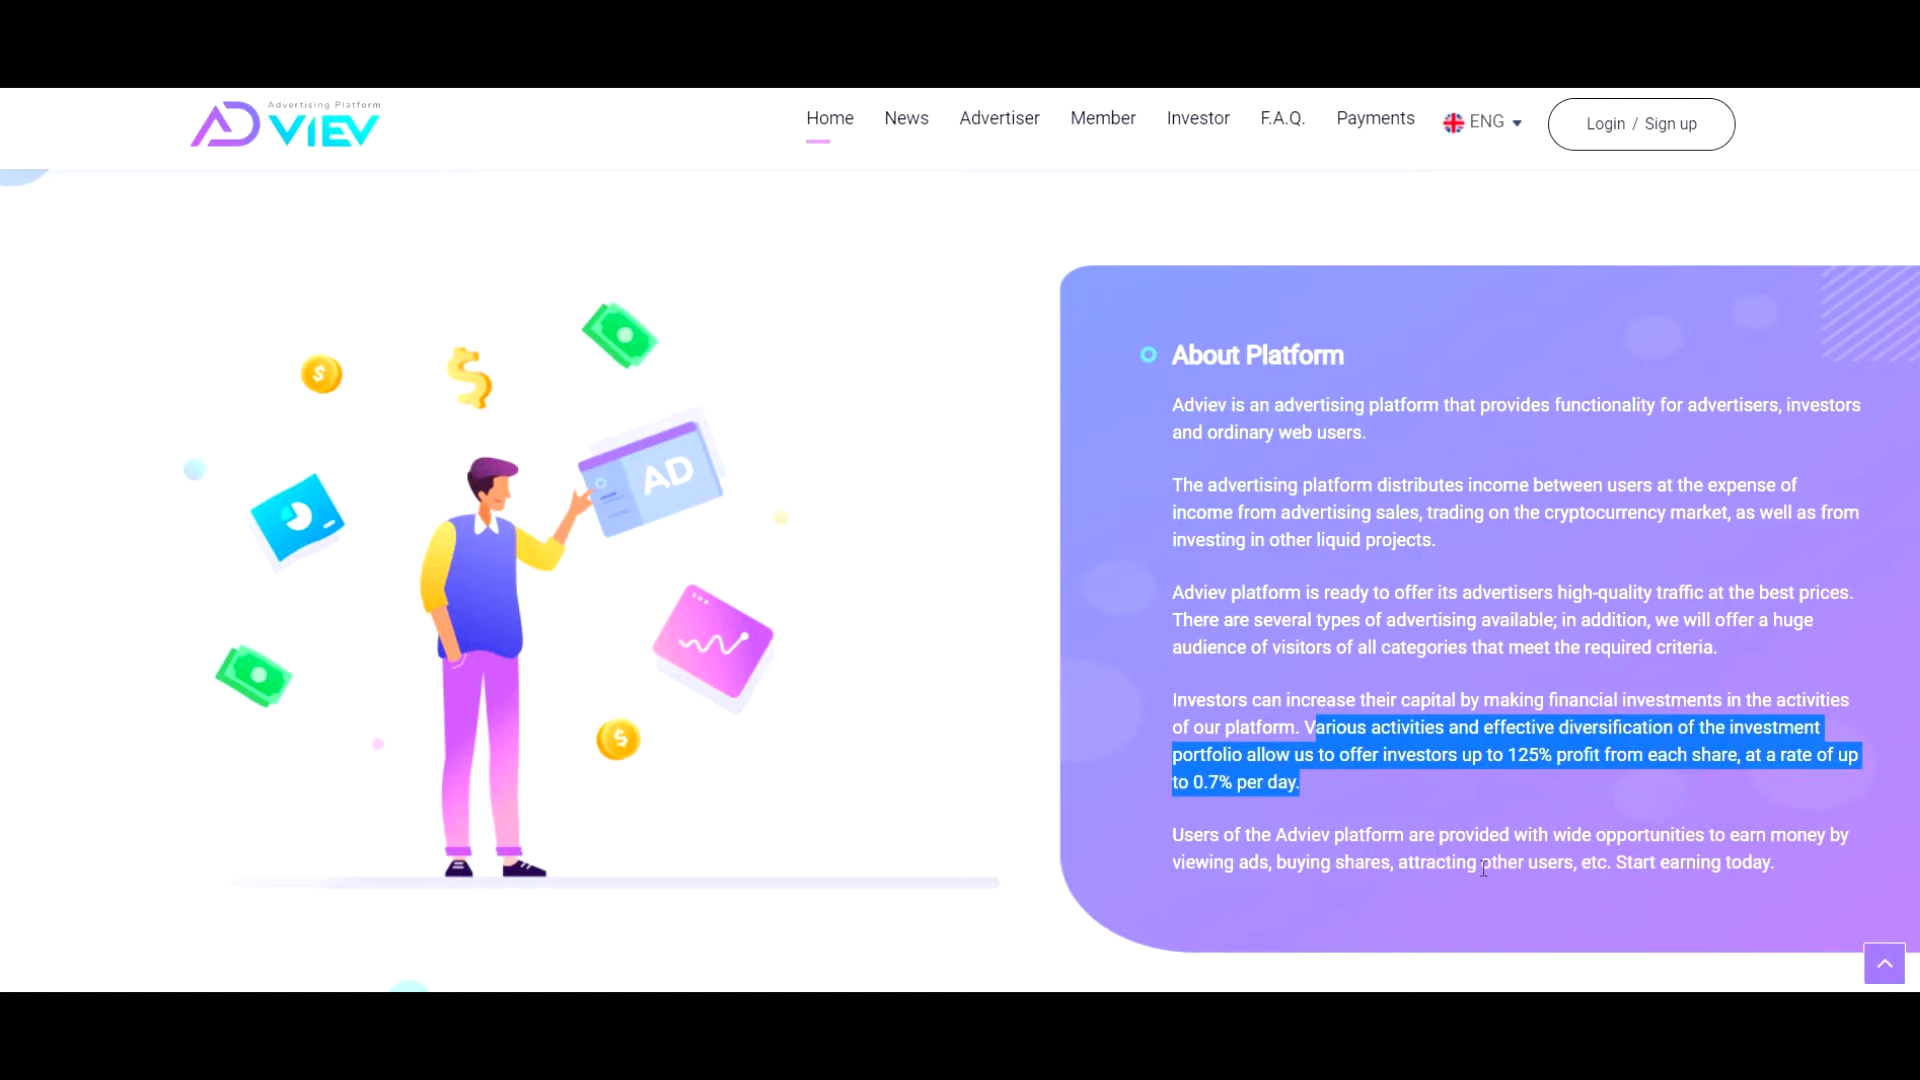 Advertising Platform
AD VIEV
Home News Advertiser Member Investor F.A.Q. Payments ENG Login / Sign up
$
$
AD
$
About Platform
Adviev is an advertising platform that provides functionality for advertisers, investors
and ordinary web users.
The advertising platform distributes income between users at the expense of
income from advertising sales, trading on the cryptocurrency market, as well as from
investing in other liquid projects.
Adviev platform is ready to offer its advertisers high-quality traffic at the best prices.
There are several types of advertising available; in addition, we will offer a huge
audience of visitors of all categories that meet the required criteria.
Investors can increase their capital by making financial investments in the activities
of our platform. Various activities and effective diversification of the investment
portfolio allow us to offer investors up to 125% profit from each share, at a rate of up
to 0.7% per day.
Users of the Adviev platform are provided with wide opportunities to earn money by
viewing ads, buying shares, attracting other users, etc. Start earning today.